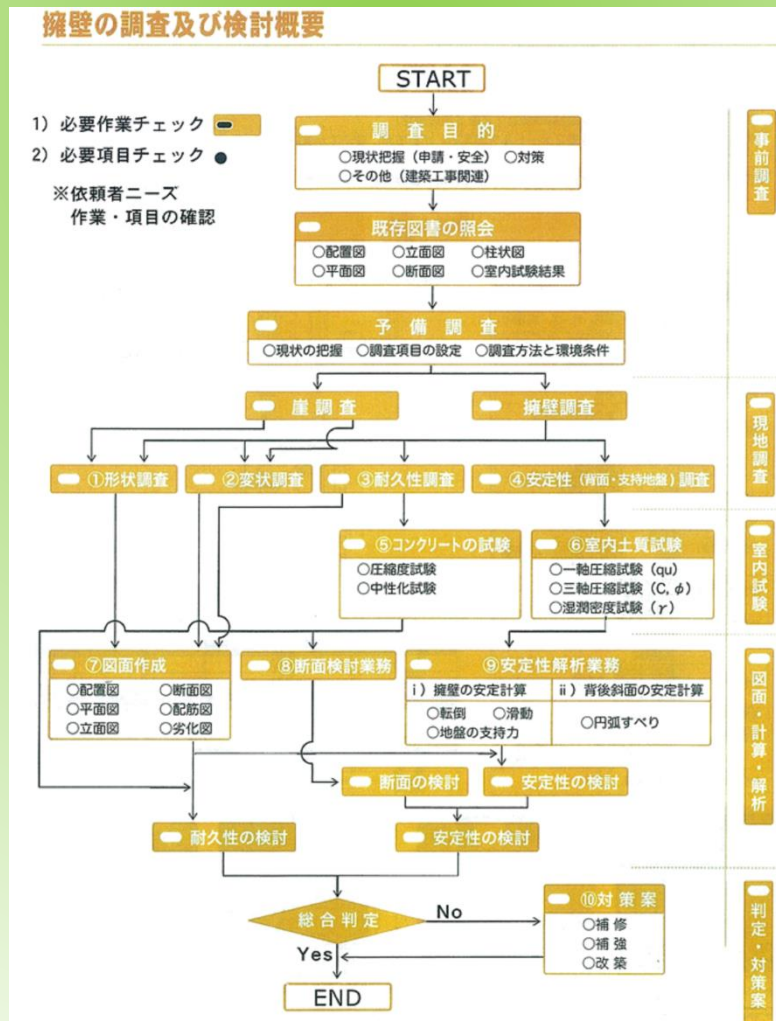 擁壁の調査及び検討概要
START
1）必要作業チェック
2）必要項目チェック ●
※依頼者ニーズ
作業・項目の確認
調査目的
○現状把握（申請・安全） ○対策
○その他（建築工事関連）
既存図書の照会
○配置図 ○立面図 ○柱状図
○平面図 ○断面図 ○室内試験結果
予備調査
○現状の把握 ○調査項目の設定 ○調査方法と環境条件
事前調査
崖調査
擁壁調査
①形状調査
②変状調査
③耐久性調査
④安定性（背面・支持地盤）調査
現地調査
⑤コンクリートの試験
○圧縮度試験
○中性化試験
⑥室内土質試験
○一軸圧縮試験（qu）
○三軸圧縮試験（C, φ）
○湿潤密度試験（γ）
室内試験
⑦図面作成
○配置図 ○断面図
○平面図 ○配筋図
○立面図 ○劣化図
⑧断面検討業務
⑨安定性解析業務
ⅰ）擁壁の安定計算
○転倒 ○滑動
○地盤の支持力
ⅱ）背後斜面の安定計算
○円弧すべり
断面の検討
安定性の検討
耐久性の検討
安定性の検討
図面・計算・解析
総合判定
No
Yes
⑩対策案
○補修
○補強
○改築
END
判定・対策案